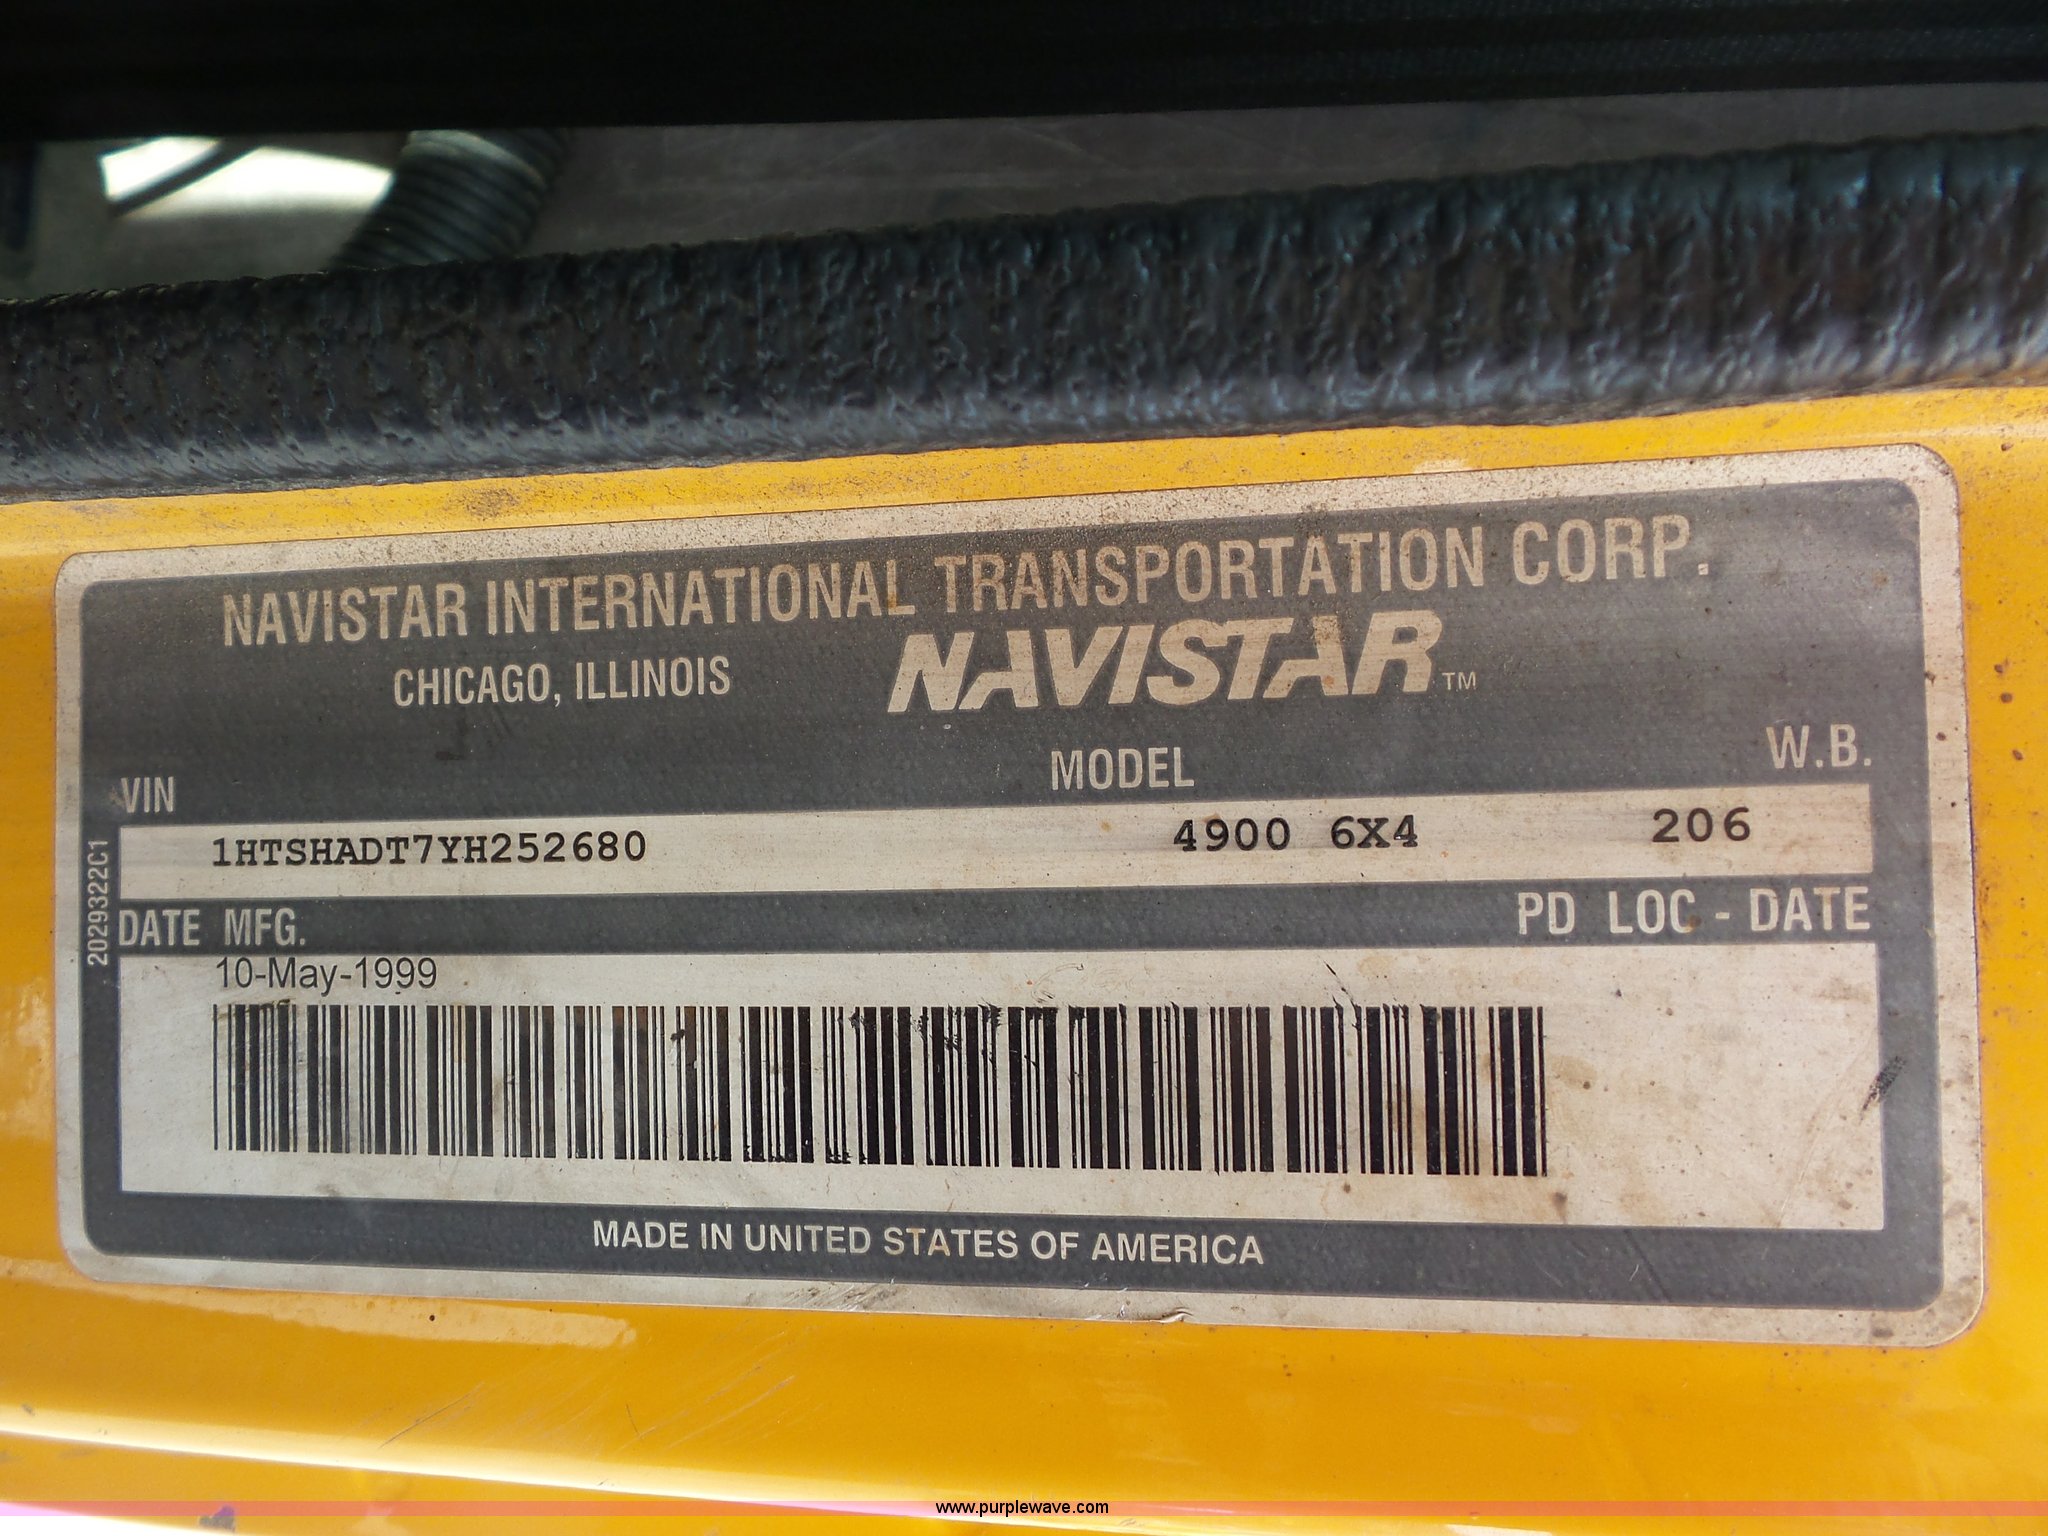 NAVISTAR INTERNATIONAL TRANSPORTATION CORP.
CHICAGO, ILLINOIS
NAVISTAR™
VIN
MODEL
W.B.
1HTSHADT7YH252680
4900 6X4
206
DATE MFG.
PD LOC - DATE
10-May-1999
2029322C1
MADE IN UNITED STATES OF AMERICA
www.purplewave.com